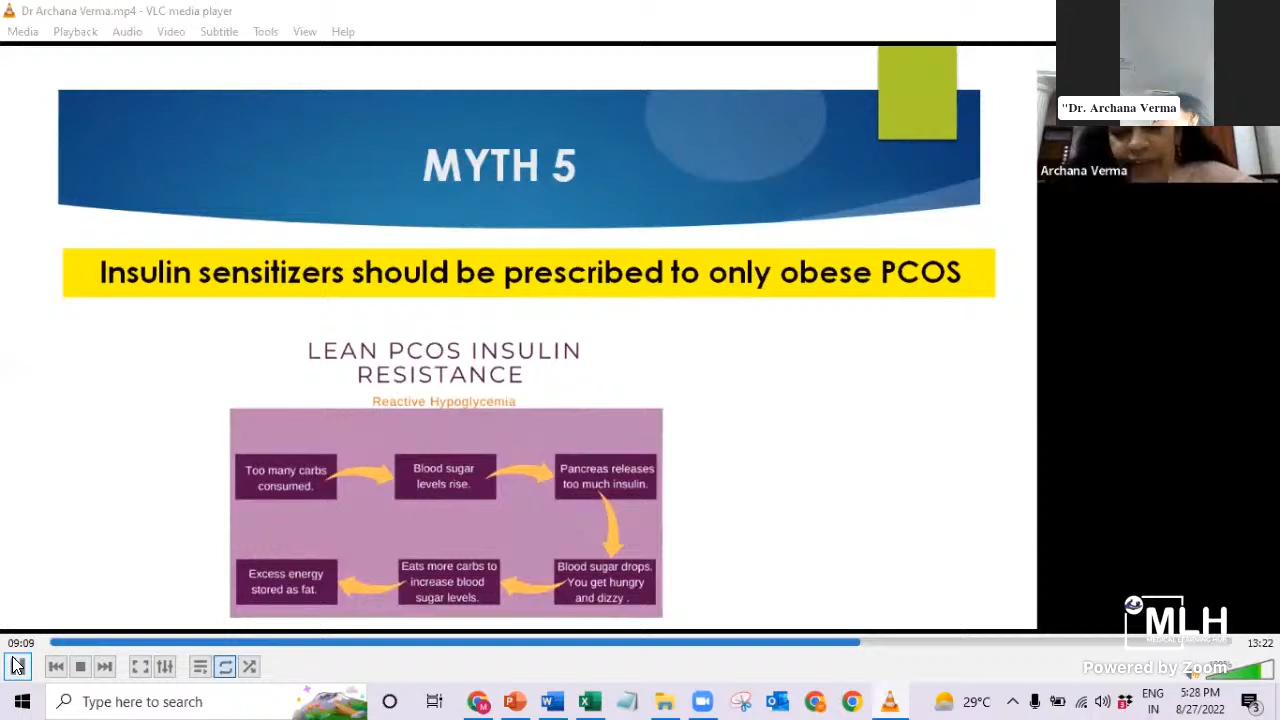 Dr Archana Verma.mp4 - VLC media player
Media Playback Audio Video Subtitle Tools View Help
"Dr. Archana Verma
Archana Verma
MYTH 5
Insulin sensitizers should be prescribed to only obese PCOS
LEAN PCOS INSULIN
RESISTANCE
Reactive Hypoglycemia
Too many carbs
consumed.
Blood sugar
levels rise.
Pancreas releases
too much insulin.
Blood sugar drops.
You get hungry
and dizzy .
Eats more carbs to
increase blood
sugar levels.
Excess energy
stored as fat.
MLH
MEDICAL LEARNING HUB
09:09
13:22
Powered by Zoom
Type here to search
29°C
ENG
IN
5:28 PM
8/27/2022
3